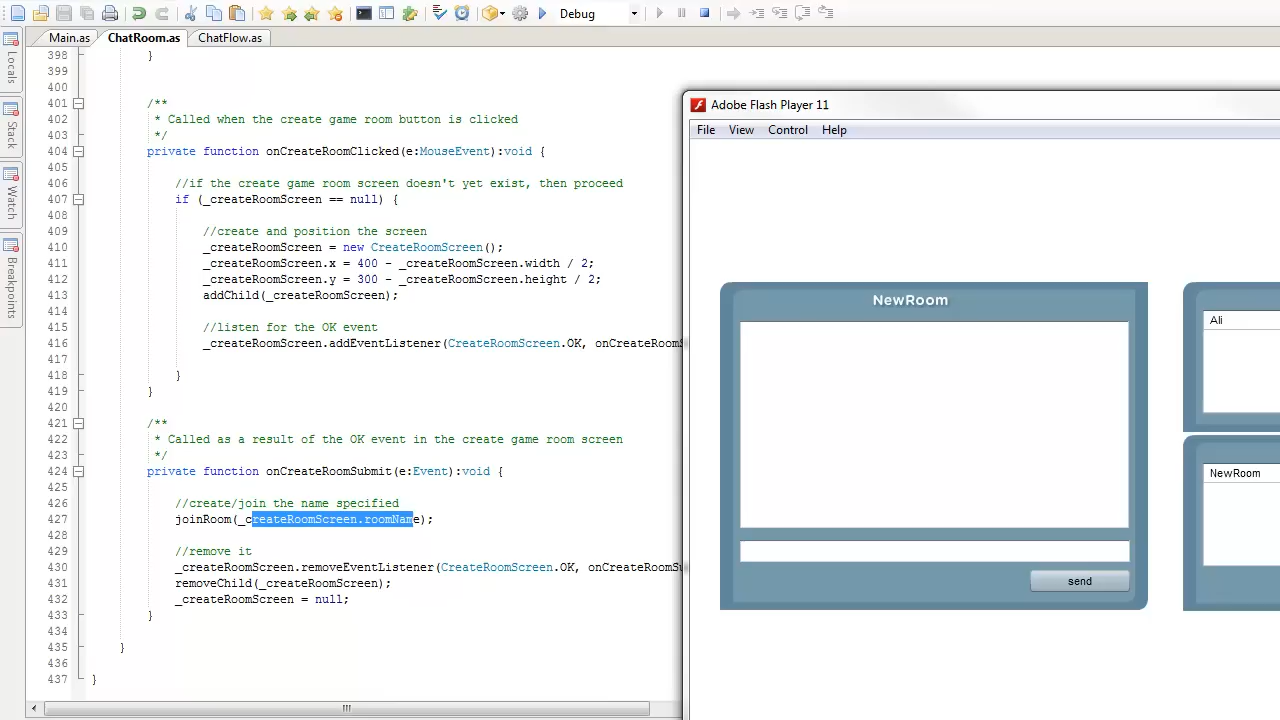 Debug
Main.as
ChatRoom.as
ChatFlow.as
Locals
Stack
Watch
Breakpoints
398 }
399
400
401 /**
402 * Called when the create game room button is clicked
403 */
404 private function onCreateRoomClicked(e:MouseEvent):void {
405
406 //if the create game room screen doesn't yet exist, then proceed
407 if (_createRoomScreen == null) {
408
409 //create and position the screen
410 _createRoomScreen = new CreateRoomScreen();
411 _createRoomScreen.x = 400 - _createRoomScreen.width / 2;
412 _createRoomScreen.y = 300 - _createRoomScreen.height / 2;
413 addChild(_createRoomScreen);
414
415 //listen for the OK event
416 _createRoomScreen.addEventListener(CreateRoomScreen.OK, onCreateRoomS
417
418 }
419 }
420
421 /**
422 * Called as a result of the OK event in the create game room screen
423 */
424 private function onCreateRoomSubmit(e:Event):void {
425
426 //create/join the name specified
427 joinRoom(_createRoomScreen.roomName);
428
429 //remove it
430 _createRoomScreen.removeEventListener(CreateRoomScreen.OK, onCreateRoomSu
431 removeChild(_createRoomScreen);
432 _createRoomScreen = null;
433 }
434
435 }
436
437 }
Adobe Flash Player 11
File View Control Help
NewRoom
send
Ali
NewRoom